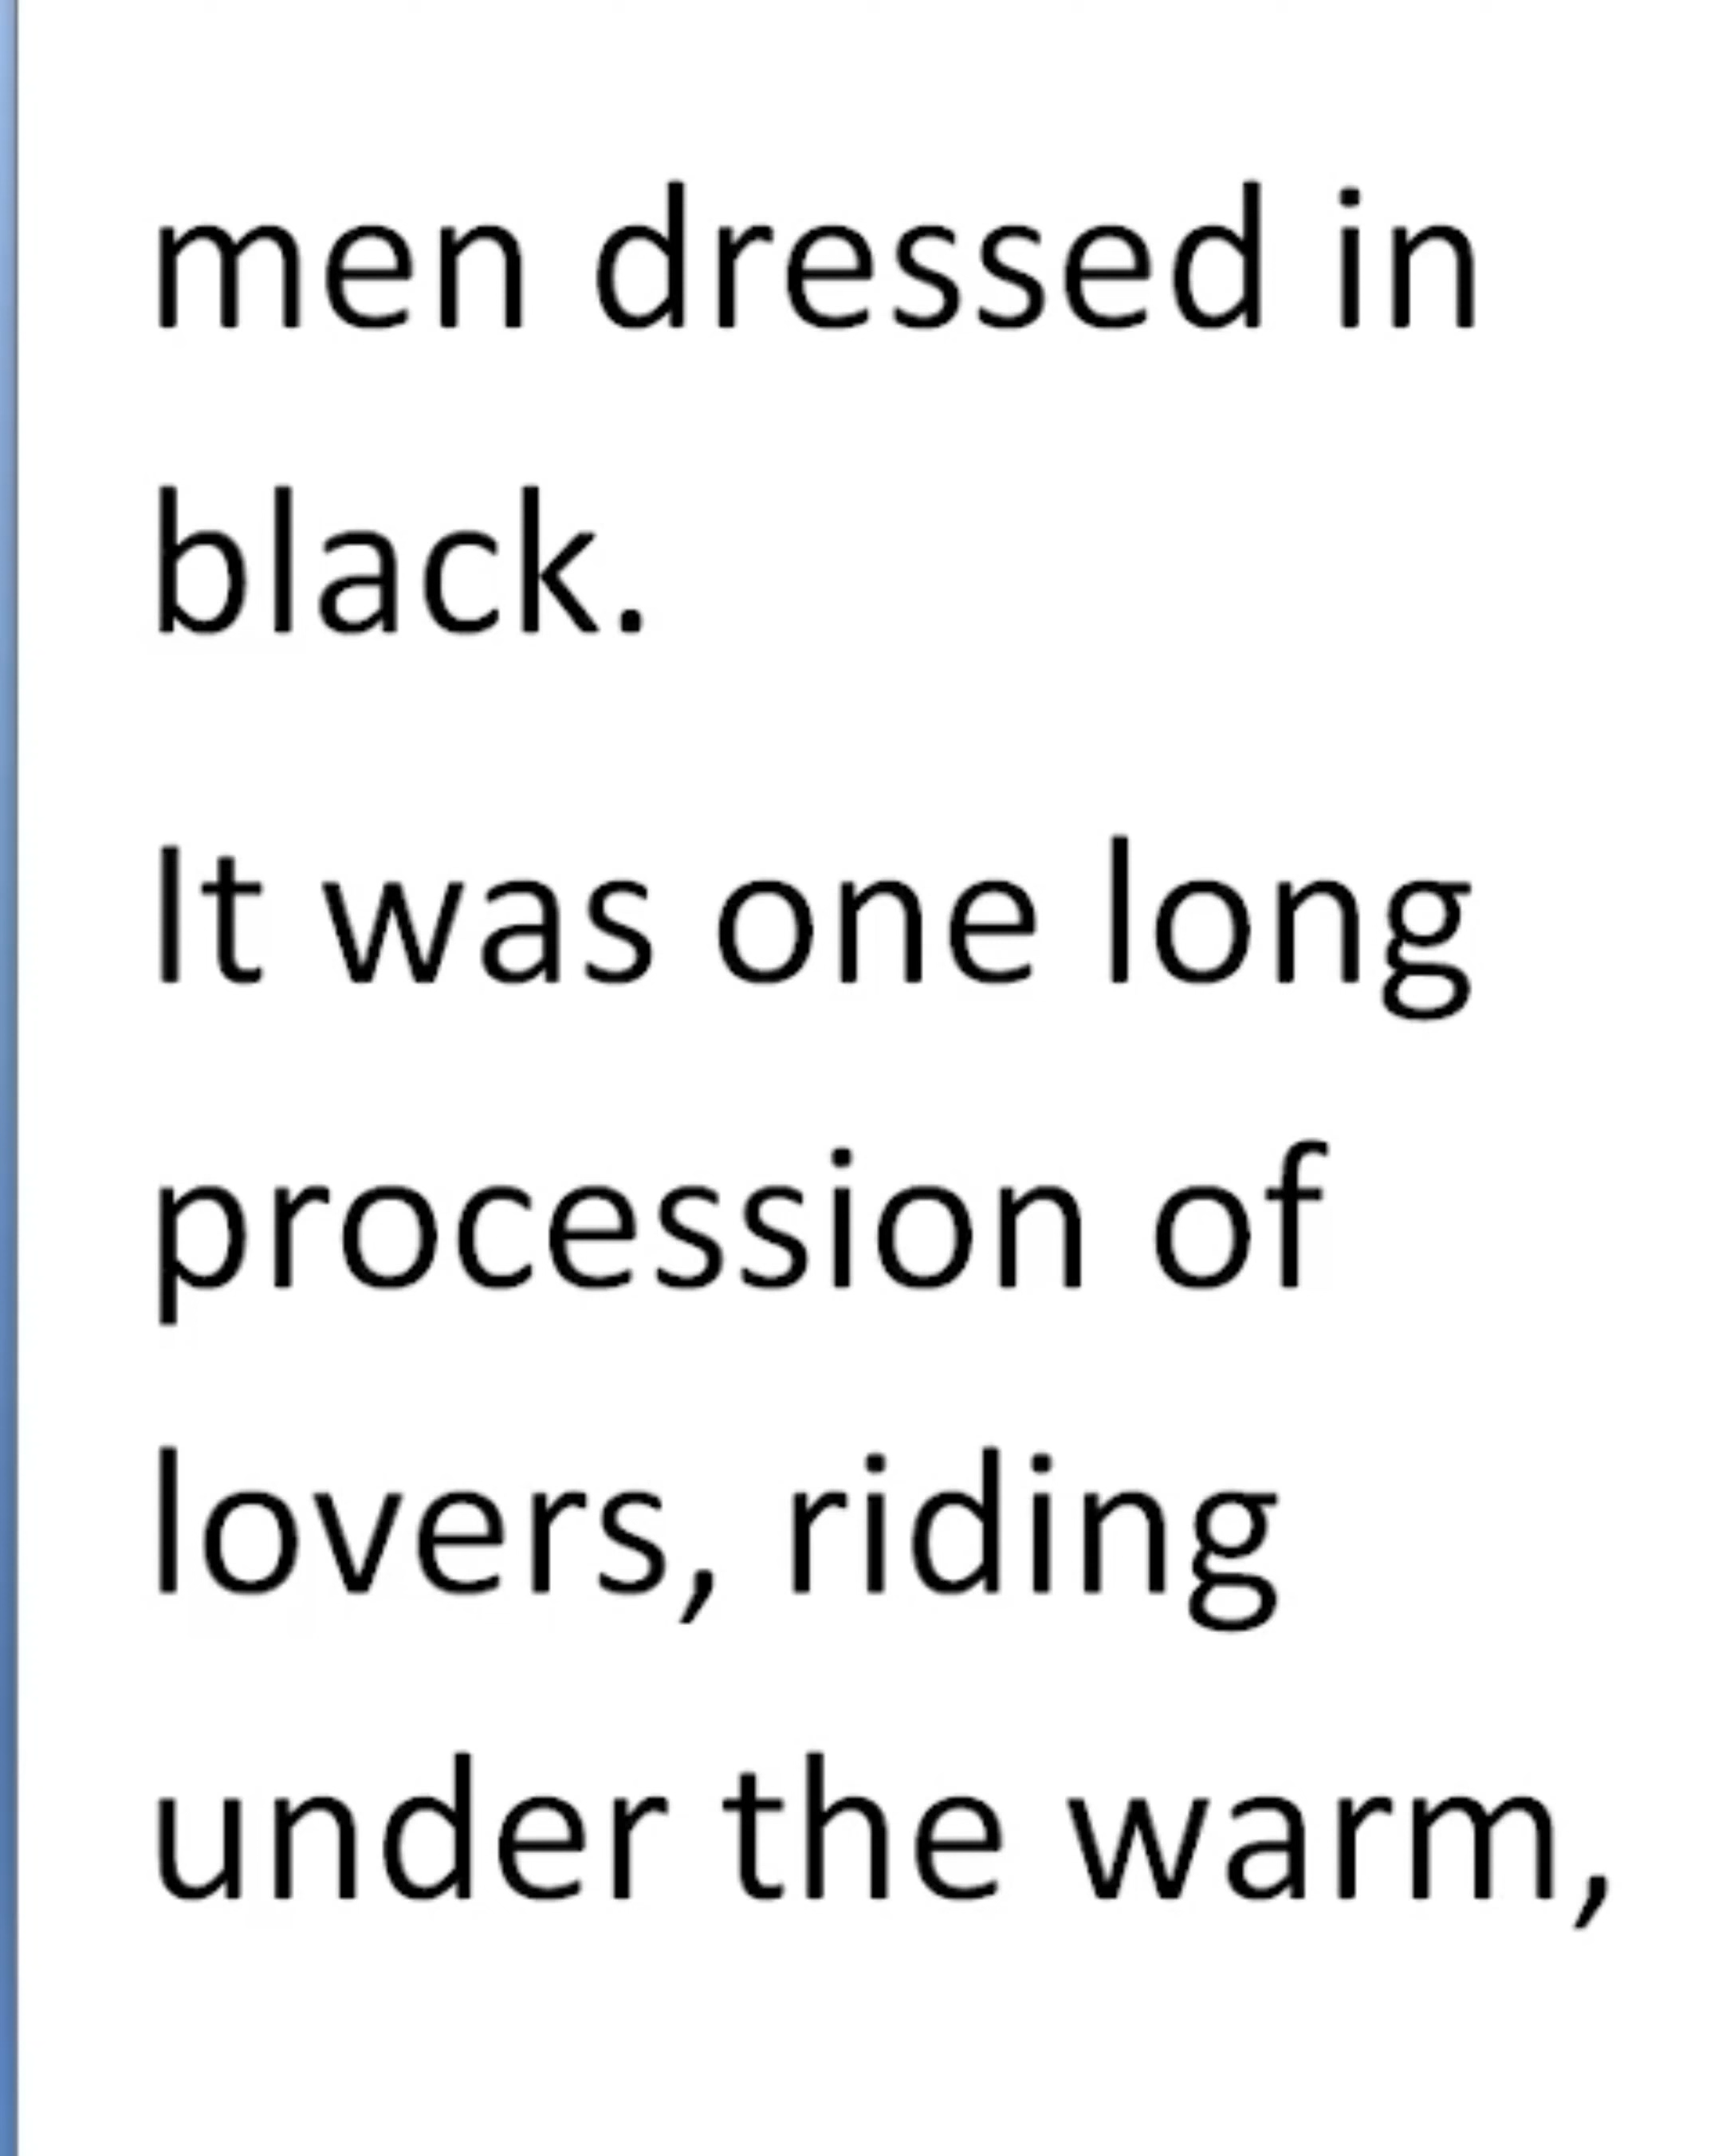 men dressed in
black.
It was one long
procession of
lovers, riding
under the warm,